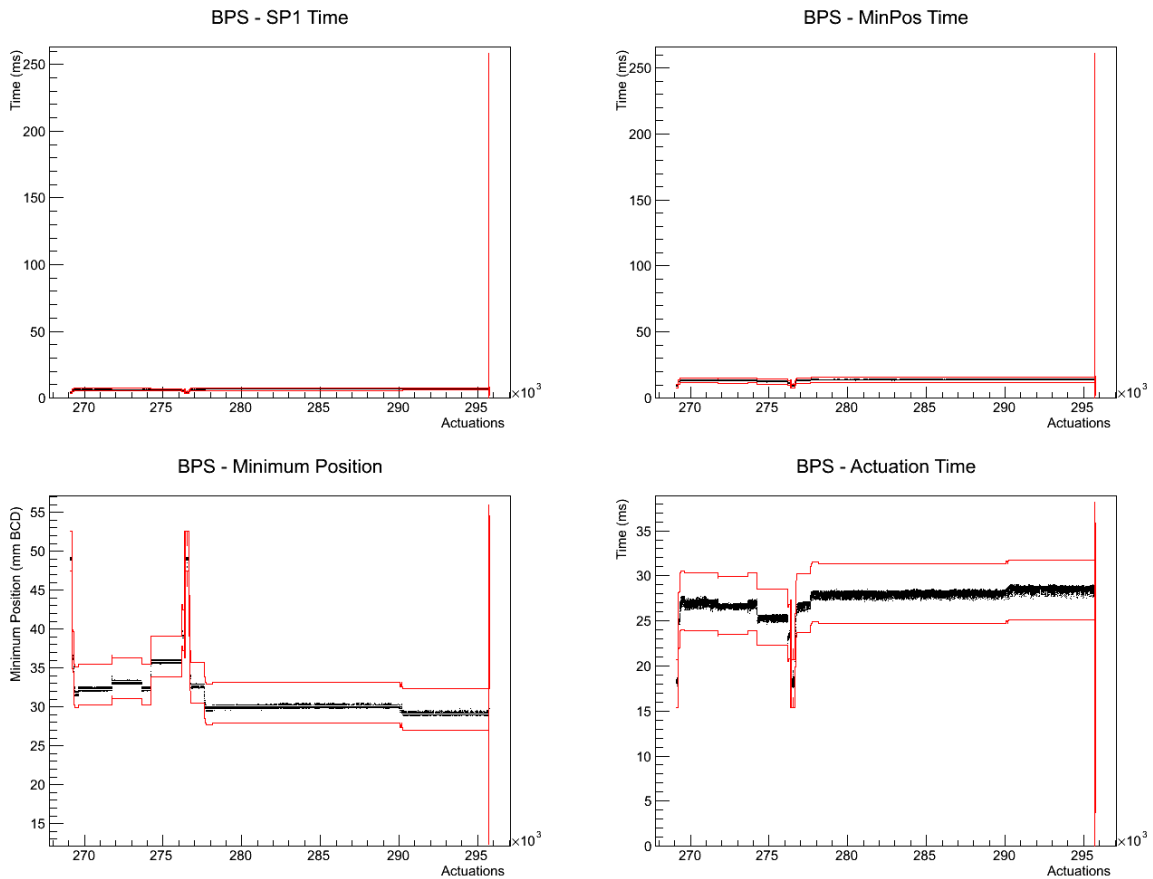 BPS - SP1 Time
Time (ms)
250
200
150
100
50
0
270 275 280 285 290 295
×10³
Actuations
BPS - MinPos Time
Time (ms)
250
200
150
100
50
0
270 275 280 285 290 295
×10³
Actuations
BPS - Minimum Position
Minimum Position (mm BCD)
55
50
45
40
35
30
25
20
15
270 275 280 285 290 295
×10³
Actuations
BPS - Actuation Time
Time (ms)
35
30
25
20
15
10
5
0
270 275 280 285 290 295
×10³
Actuations